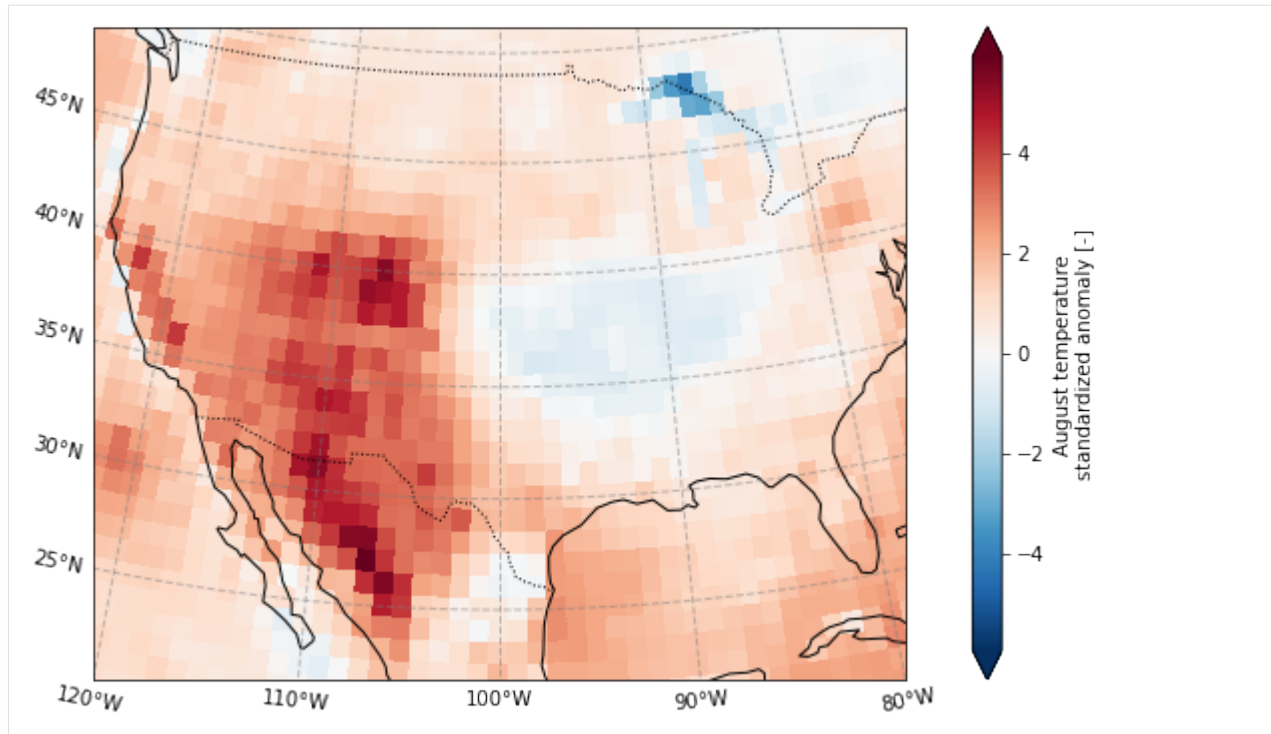 45°N
40°N
35°N
30°N
25°N
120°W
110°W
100°W
90°W
80°W
4
2
0
−2
−4
August temperature
standardized anomaly [-]